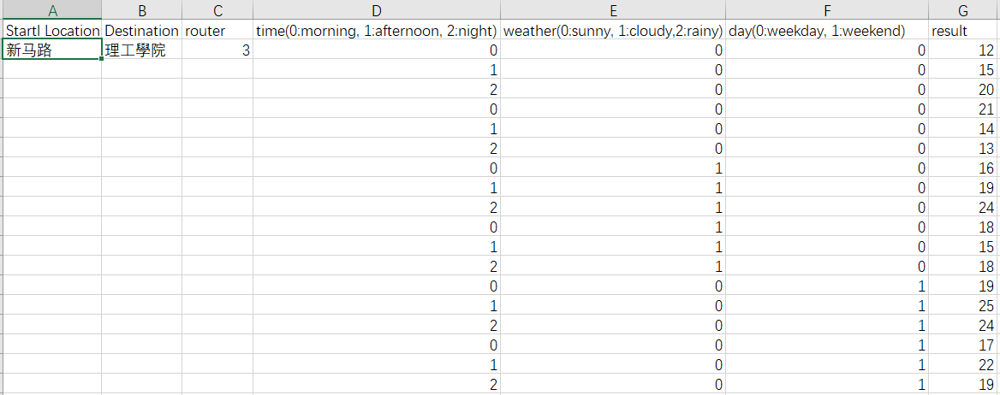 A B C D E F G
Startl Location Destination router time(0:morning, 1:afternoon, 2:night) weather(0:sunny, 1:cloudy,2:rainy) day(0:weekday, 1:weekend) result
新马路 理工學院 3 0 0 0 12
1 0 0 15
2 0 0 20
0 0 0 21
1 0 0 14
2 0 0 13
0 1 0 16
1 1 0 19
2 1 0 24
0 1 0 18
1 1 0 15
2 1 0 18
0 0 1 19
1 0 1 25
2 0 1 24
0 0 1 17
1 0 1 22
2 0 1 19